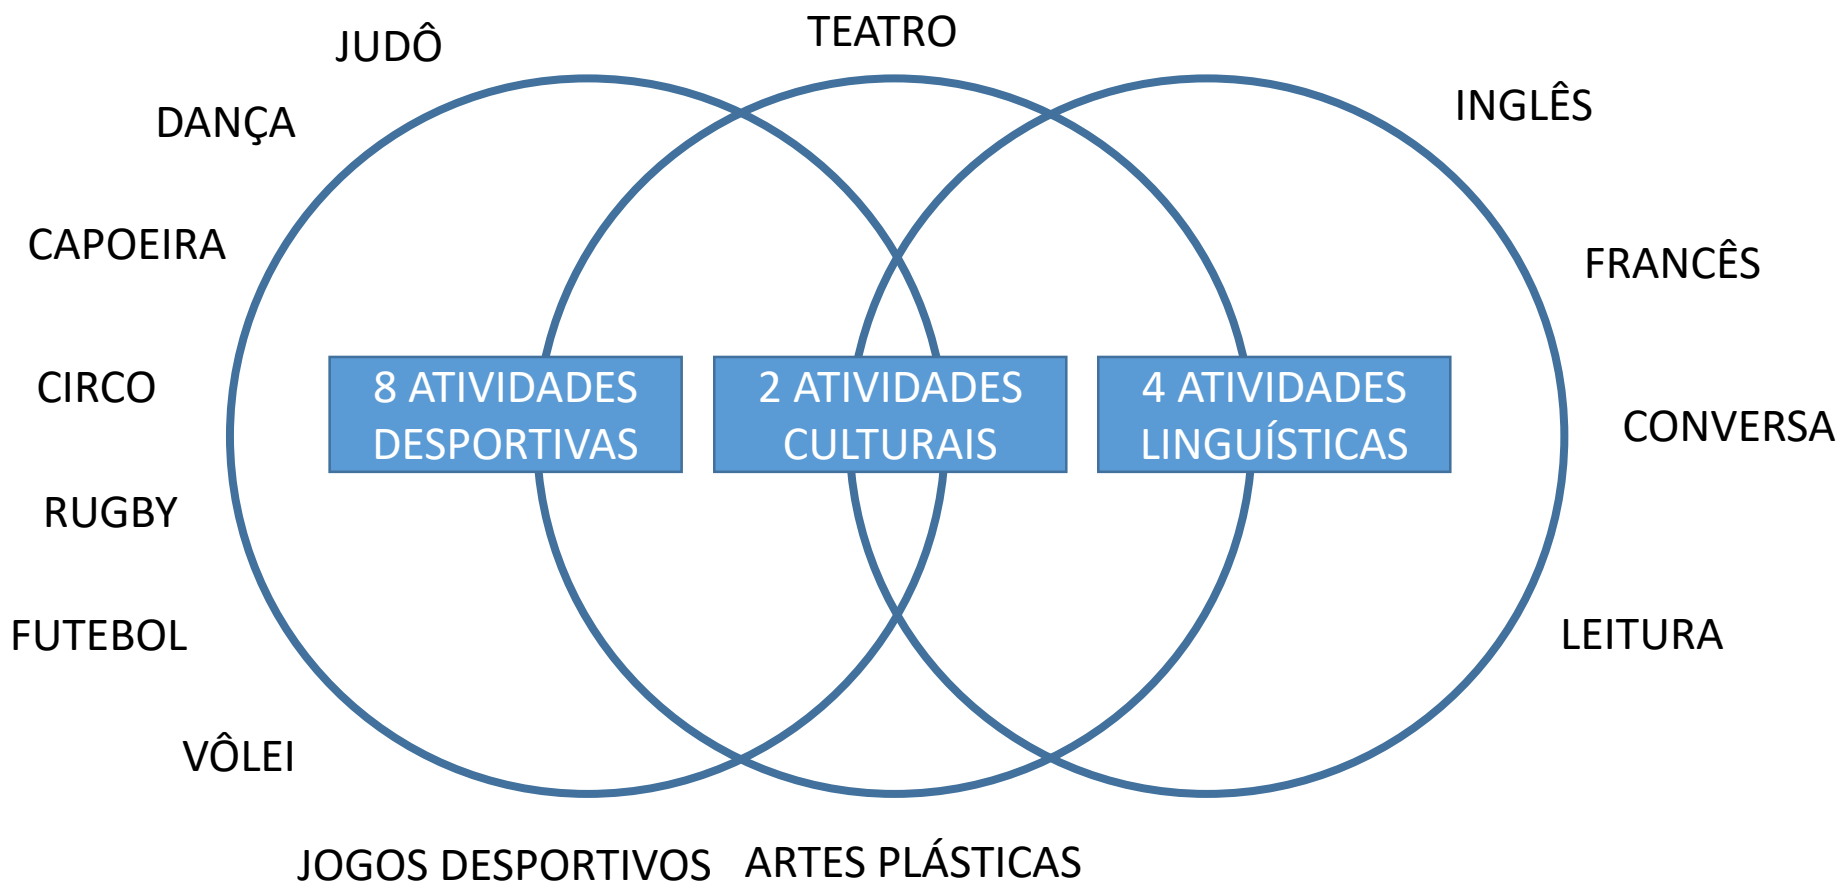 JUDÔ
TEATRO
INGLÊS
DANÇA
CAPOEIRA
FRANCÊS
CIRCO
8 ATIVIDADES
DESPORTIVAS
2 ATIVIDADES
CULTURAIS
4 ATIVIDADES
LINGUÍSTICAS
CONVERSA
RUGBY
FUTEBOL
LEITURA
VÔLEI
JOGOS DESPORTIVOS
ARTES PLÁSTICAS